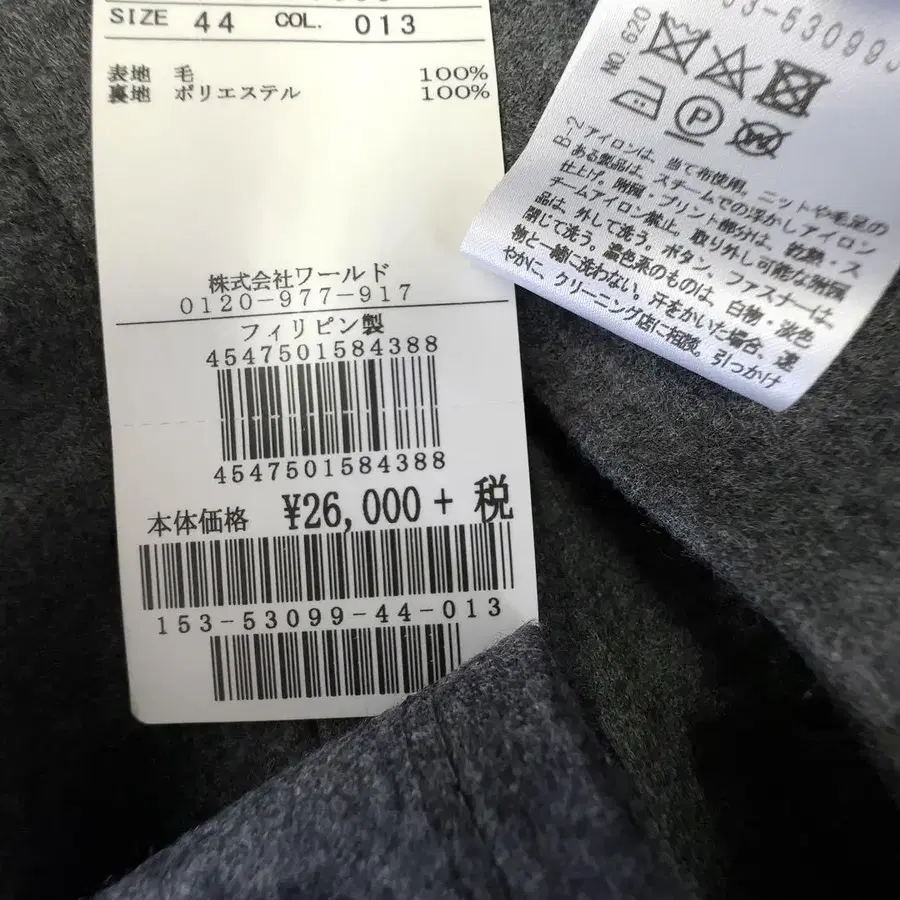 SIZE 44 COL. 013
表地 毛 100%
裏地 ポリエステル 100%
株式会社ワールド
0120-977-917
フィリピン製
4547501584388
4547501584388
本体価格 ¥26,000 + 税
153-53099-44-013
53-53099
NO. 620
P
W
B-2 アイロンは、当て布使用。ニットや毛足の
ある製品は、スチームでの浮かしアイロン
仕上げ。附属・プリント部分は、乾熱・ス
チームアイロン禁止。取り外し可能な附属
品は、外して洗う。ボタン、ファスナーは、
閉じて洗う。濃色系のものは、白物・淡色
物と一緒に洗わない。汗をかいた場合、速
やかに、クリーニング店に相談。引っかけ